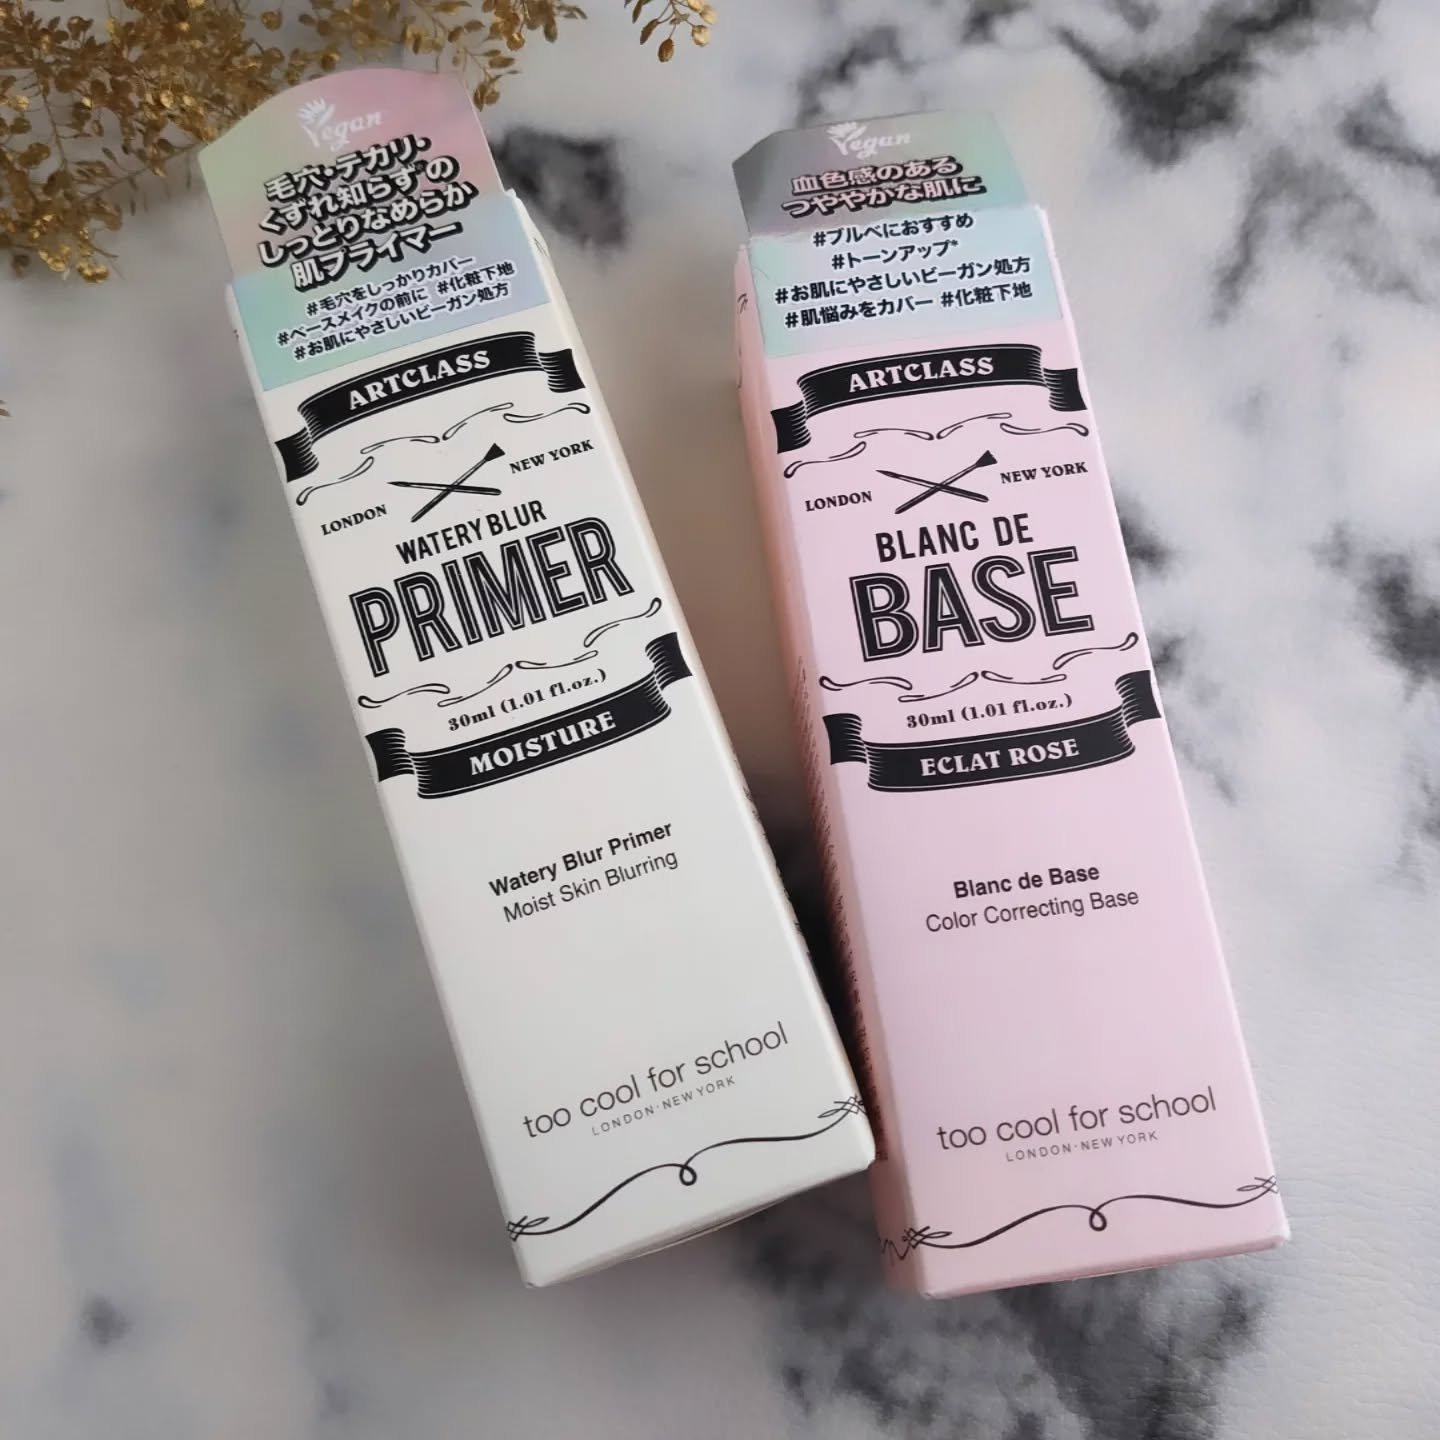 Vegan
毛穴・テカリ・
くずれ知らず*の
しっとりなめらか
肌プライマー
#毛穴をしっかりカバー
#ベースメイクの前に #化粧下地
#お肌にやさしいビーガン処方
ARTCLASS
LONDON NEW YORK
WATERY BLUR
PRIMER
30ml (1.01 fl.oz.)
MOISTURE
Watery Blur Primer
Moist Skin Blurring
too cool for school
LONDON·NEW YORK
Vegan
血色感のある
つややかな肌に
#ブルベにおすすめ
#トーンアップ*
#お肌にやさしいビーガン処方
#肌悩みをカバー #化粧下地
ARTCLASS
LONDON NEW YORK
BLANC DE
BASE
30ml (1.01 fl.oz.)
ECLAT ROSE
Blanc de Base
Color Correcting Base
too cool for school
LONDON·NEW YORK